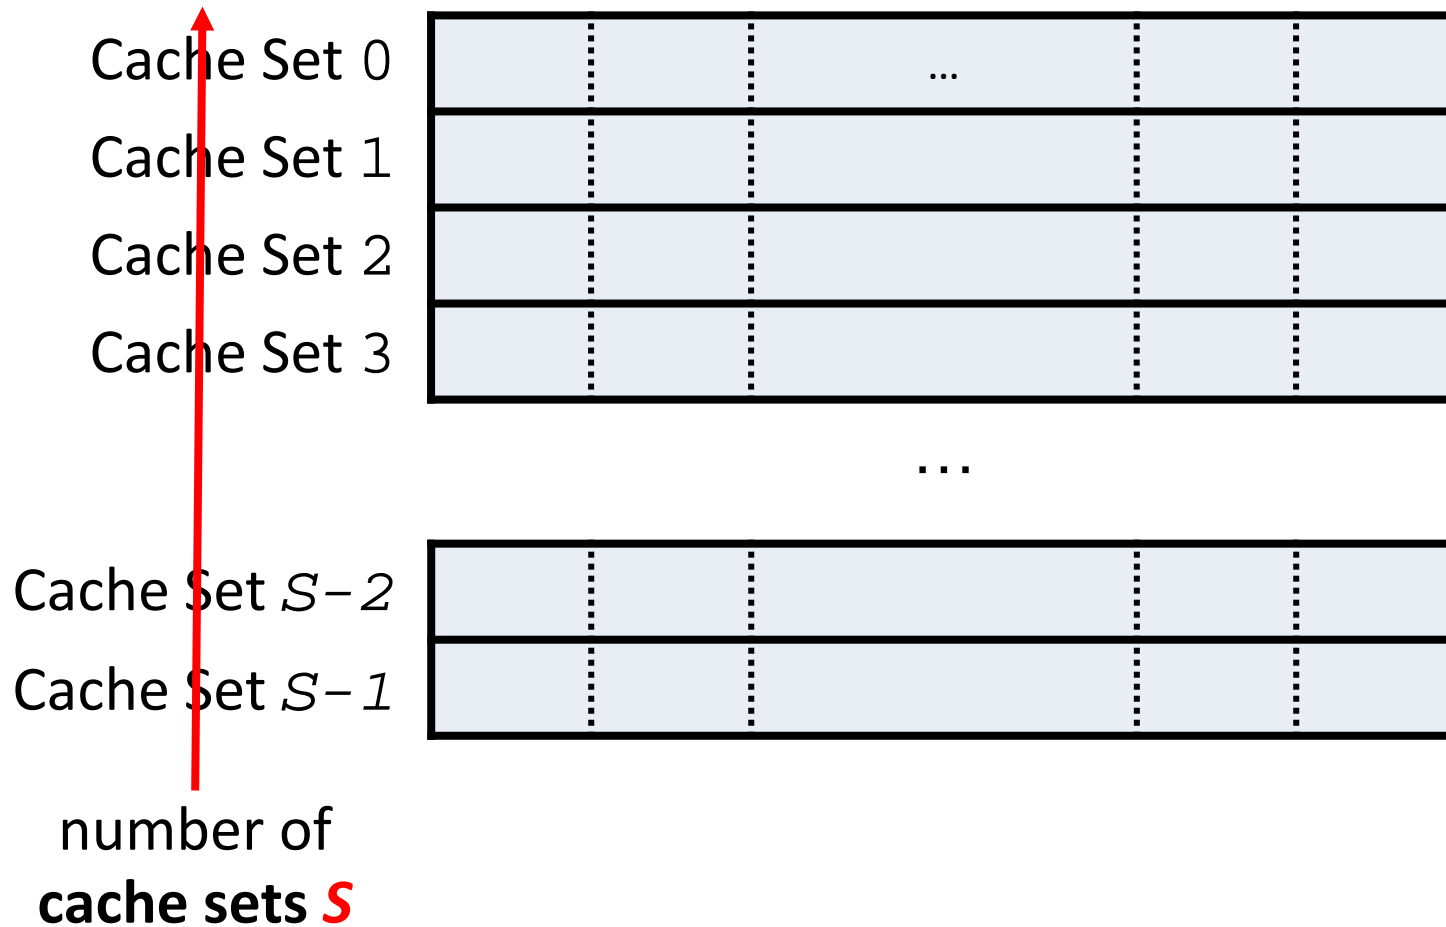 Cache Set 0
...
Cache Set 1
Cache Set 2
Cache Set 3
...
Cache Set S-2
Cache Set S-1
number of
cache sets S